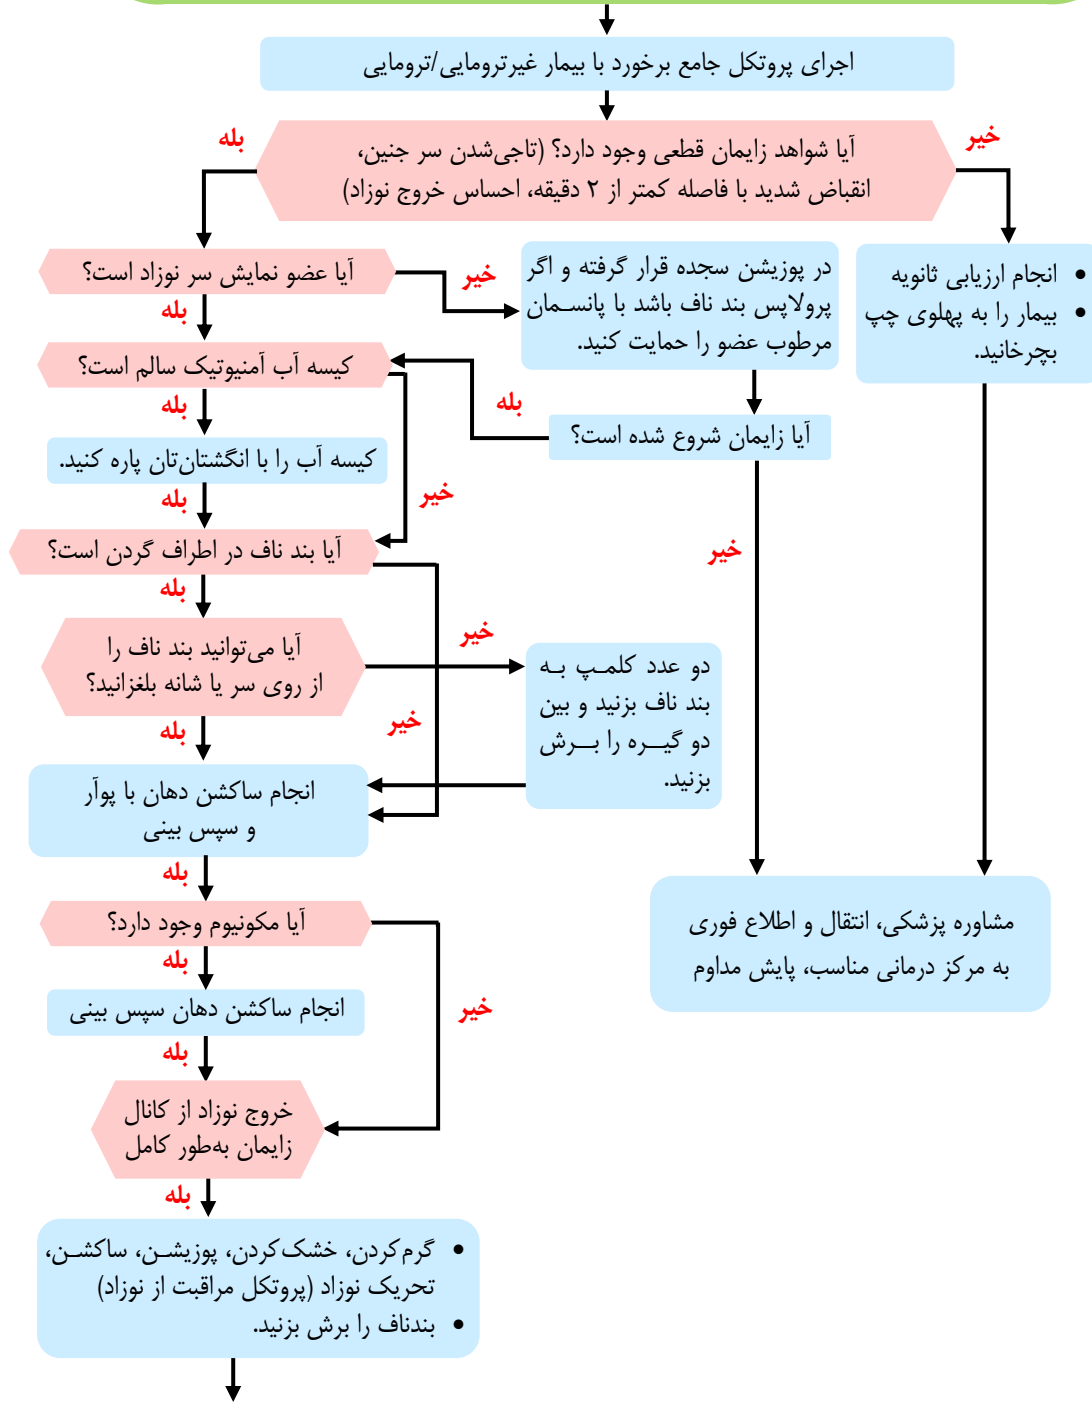 اجرای پروتکل جامع برخورد با بیمار غیرترومایی/ترومایی
خیر
بله
آیا شواهد زایمان قطعی وجود دارد؟ (تاجی‌شدن سر جنین،
انقباض شدید با فاصله کمتر از ۲ دقیقه، احساس خروج نوزاد)
• انجام ارزیابی ثانویه
• بیمار را به پهلوی چپ
بچرخانید.
در پوزیشن سجده قرار گرفته و اگر
پرولاپس بند ناف باشد با پانسمان
مرطوب عضو را حمایت کنید.
خیر
آیا عضو نمایش سر نوزاد است؟
بله
کیسه آب آمنیوتیک سالم است؟
بله
بله
آیا زایمان شروع شده است؟
کیسه آب را با انگشتان‌تان پاره کنید.
خیر
بله
خیر
آیا بند ناف در اطراف گردن است؟
بله
آیا می‌توانید بند ناف را
از روی سر یا شانه بلغزانید؟
خیر
دو عدد کلمپ به
بند ناف بزنید و بین
دو گیره را برش
بزنید.
خیر
بله
انجام ساکشن دهان با پوآر
و سپس بینی
بله
آیا مکونیوم وجود دارد؟
مشاوره پزشکی، انتقال و اطلاع فوری
به مرکز درمانی مناسب، پایش مداوم
بله
خیر
انجام ساکشن دهان سپس بینی
بله
خروج نوزاد از کانال
زایمان به‌طور کامل
بله
• گرم‌کردن، خشک‌کردن، پوزیشن، ساکشن،
تحریک نوزاد (پروتکل مراقبت از نوزاد)
• بندناف را برش بزنید.